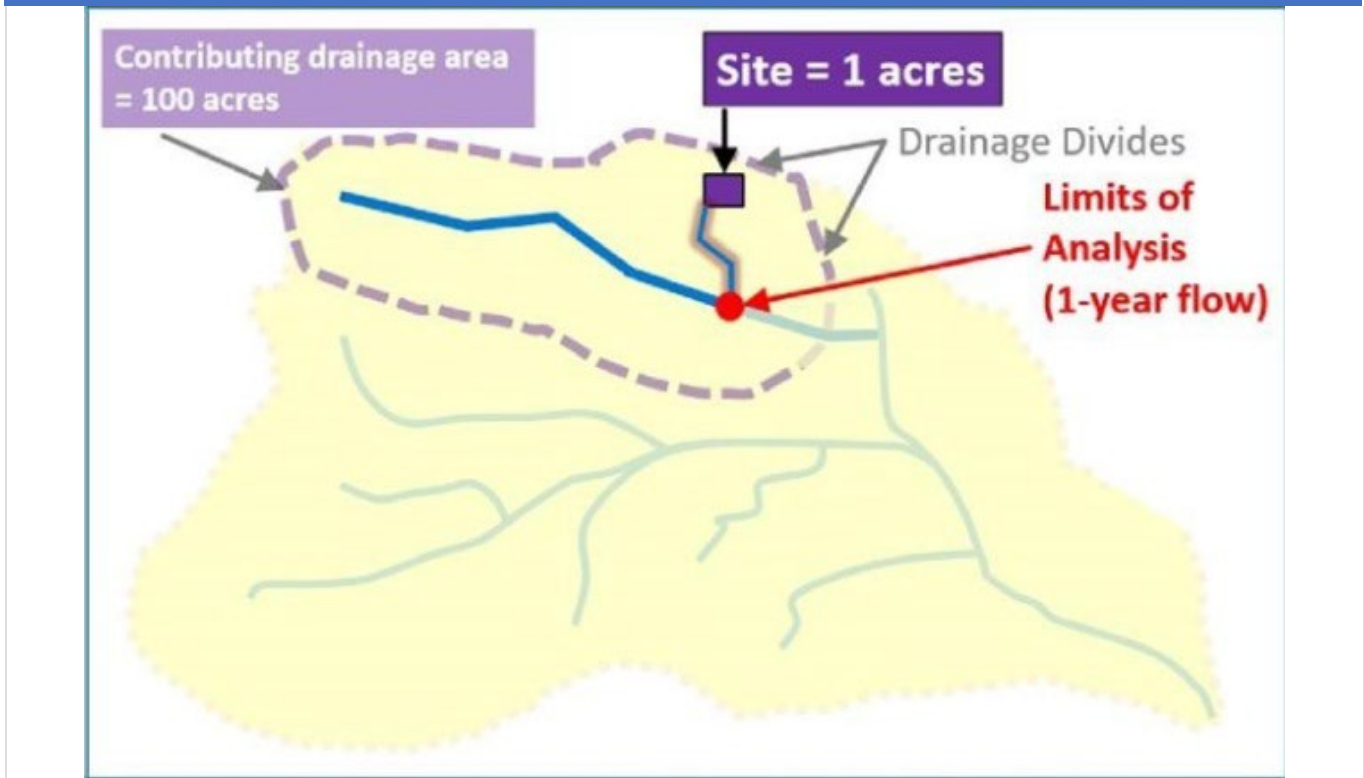 Contributing drainage area
= 100 acres
Site = 1 acres
Drainage Divides
Limits of
Analysis
(1-year flow)